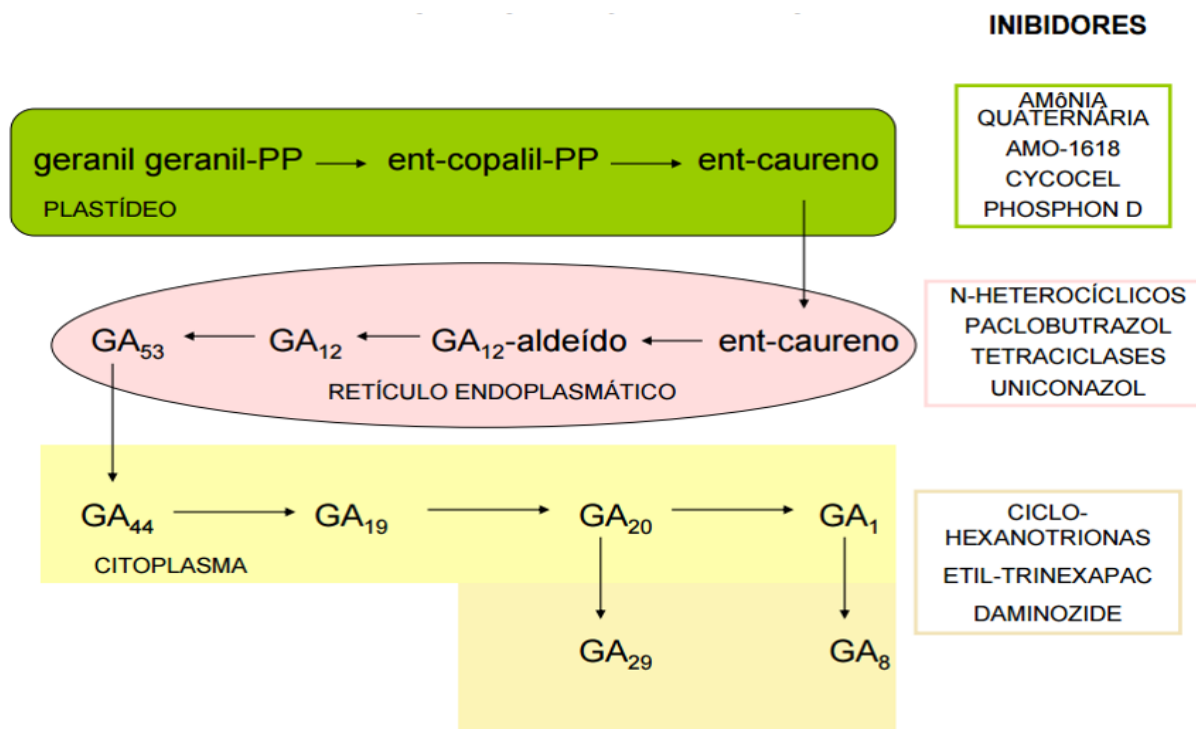 INIBIDORES
AMôNIA
QUATERNÁRIA
AMO-1618
CYCOCEL
PHOSPHON D
geranil geranil-PP ent-copalil-PP ent-caureno
PLASTÍDEO
N-HETEROCÍCLICOS
PACLOBUTRAZOL
TETRACICLASES
UNICONAZOL
GA53 GA12 GA12-aldeído ent-caureno
RETÍCULO ENDOPLASMÁTICO
GA44 GA19 GA20 GA1
CITOPLASMA
CICLO-
HEXANOTRIONAS
ETIL-TRINEXAPAC
DAMINOZIDE
GA29 GA8